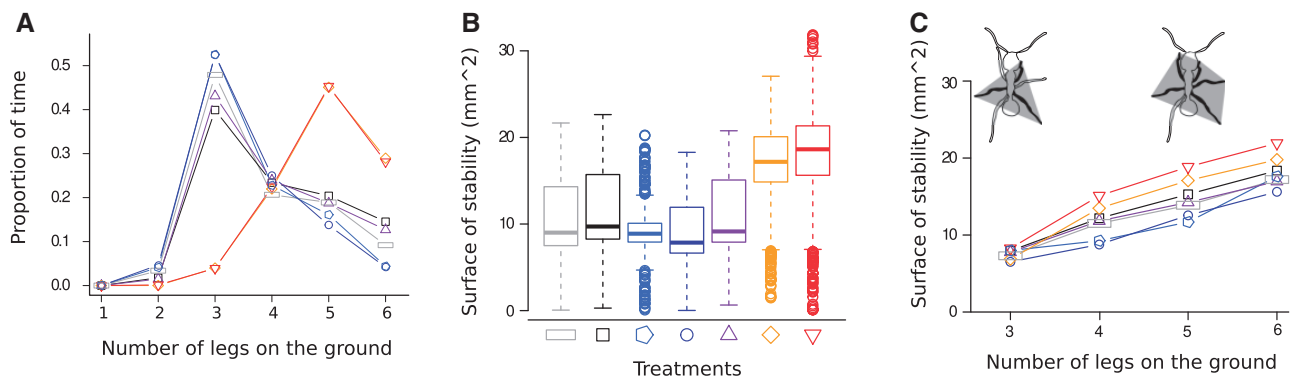 A
Proportion of time
0.5
0.4
0.3
0.2
0.1
0.0
1 2 3 4 5 6
Number of legs on the ground
B
Surface of stability (mm^2)
30
20
10
0
Treatments
C
Surface of stability (mm^2)
30
20
10
0
3 4 5 6
Number of legs on the ground